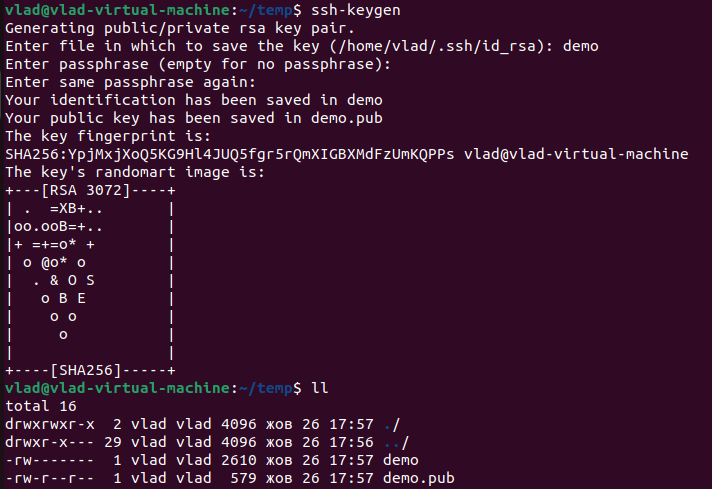 vlad@vlad-virtual-machine:~/temp$ ssh-keygen
Generating public/private rsa key pair.
Enter file in which to save the key (/home/vlad/.ssh/id_rsa): demo
Enter passphrase (empty for no passphrase):
Enter same passphrase again:
Your identification has been saved in demo
Your public key has been saved in demo.pub
The key fingerprint is:
SHA256:YpjMxjXoQ5KG9Hl4JUQ5fgr5rQmXIGBXMdFzUmKQPPs vlad@vlad-virtual-machine
The key's randomart image is:
+---[RSA 3072]----+
| .  =XB+..       |
|oo.ooB=+..       |
|+ =+=o* +        |
| o @o* o         |
|  . & O S        |
|   o B E         |
|    o o          |
|     o           |
|                 |
+----[SHA256]-----+
vlad@vlad-virtual-machine:~/temp$ ll
total 16
drwxrwxr-x  2 vlad vlad 4096 жов 26 17:57 ./
drwxr-x--- 29 vlad vlad 4096 жов 26 17:56 ../
-rw-------  1 vlad vlad 2610 жов 26 17:57 demo
-rw-r--r--  1 vlad vlad  579 жов 26 17:57 demo.pub